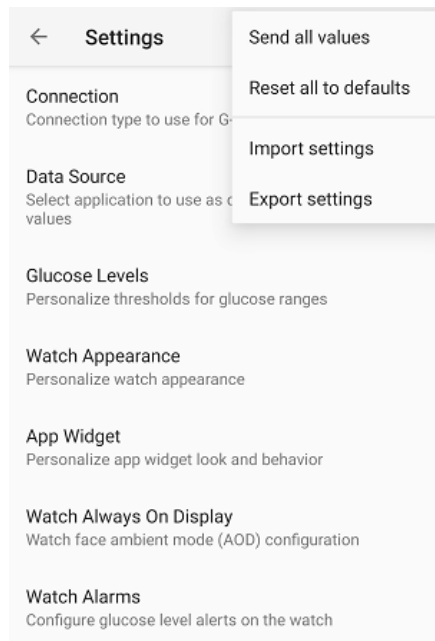 ← Settings
Send all values
Reset all to defaults
Import settings
Export settings
Connection
Connection type to use for G-
Data Source
Select application to use as
values
Glucose Levels
Personalize thresholds for glucose ranges
Watch Appearance
Personalize watch appearance
App Widget
Personalize app widget look and behavior
Watch Always On Display
Watch face ambient mode (AOD) configuration
Watch Alarms
Configure glucose level alerts on the watch